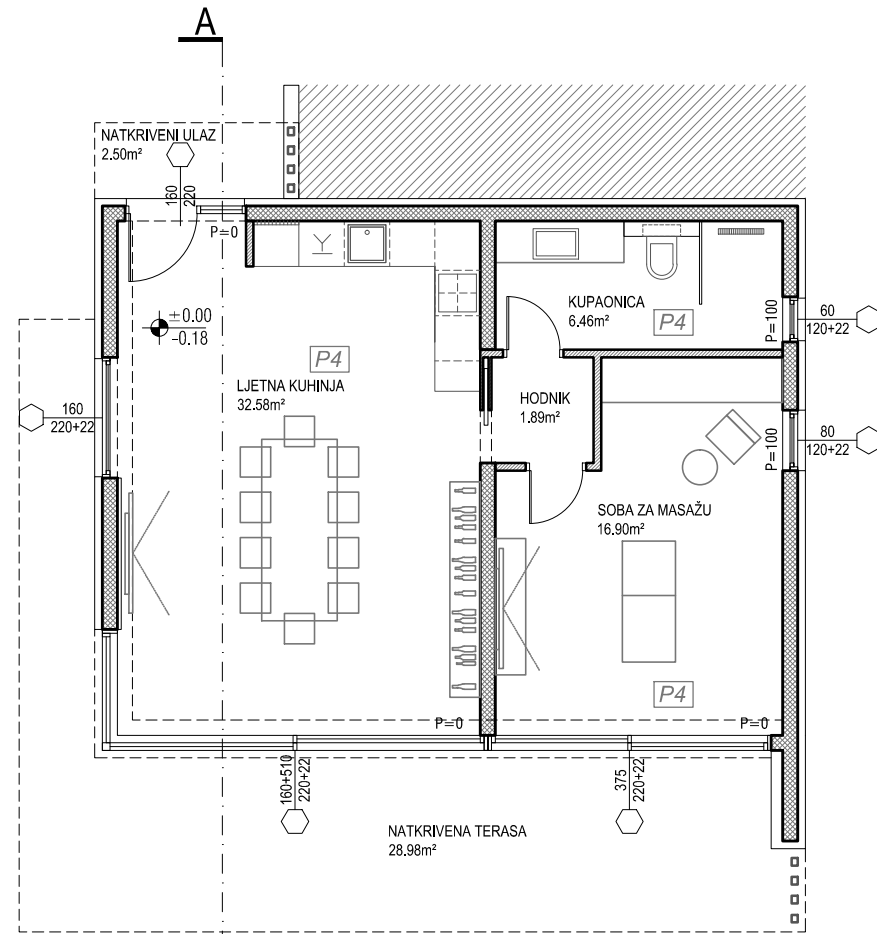 A
NATKRIVENI ULAZ
2.50m²
160
220
P=0
±0.00
-0.18
P4
LJETNA KUHINJA
32.58m²
160
220+22
KUPAONICA
6.46m²
P4
P=100
60
120+22
HODNIK
1.89m²
P=100
80
120+22
SOBA ZA MASAŽU
16.90m²
P4
P=0
P=0
160+510
220+22
375
220+22
NATKRIVENA TERASA
28.98m²